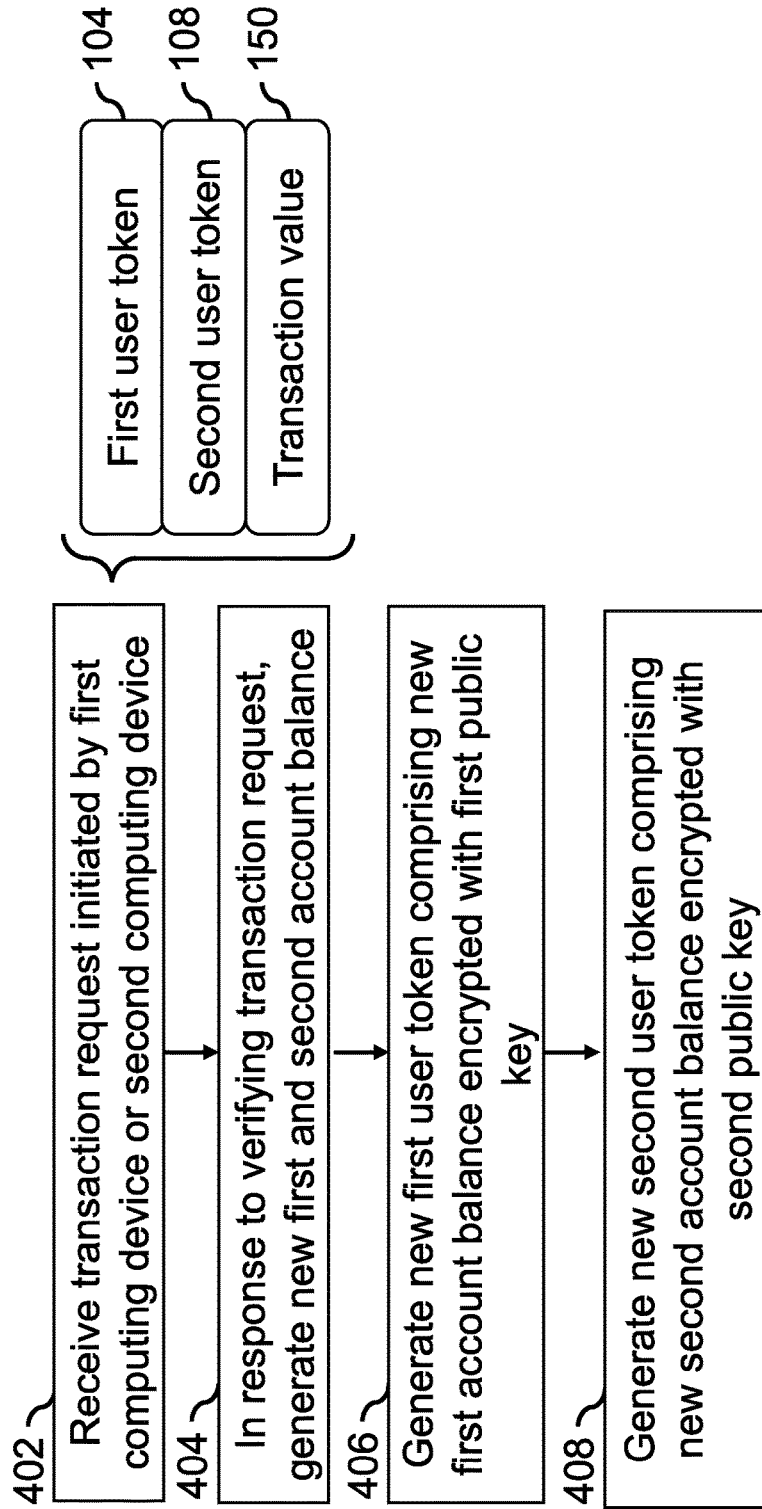 402
Receive transaction request initiated by first
computing device or second computing device
First user token
104
Second user token
108
Transaction value
150
404
In response to verifying transaction request,
generate new first and second account balance
406
Generate new first user token comprising new
first account balance encrypted with first public
key
408
Generate new second user token comprising
new second account balance encrypted with
second public key